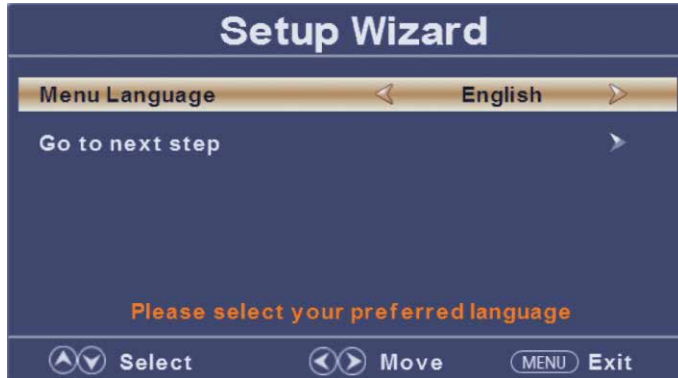 Setup Wizard
Menu Language English
Go to next step
Please select your preferred language
Select Move MENU Exit